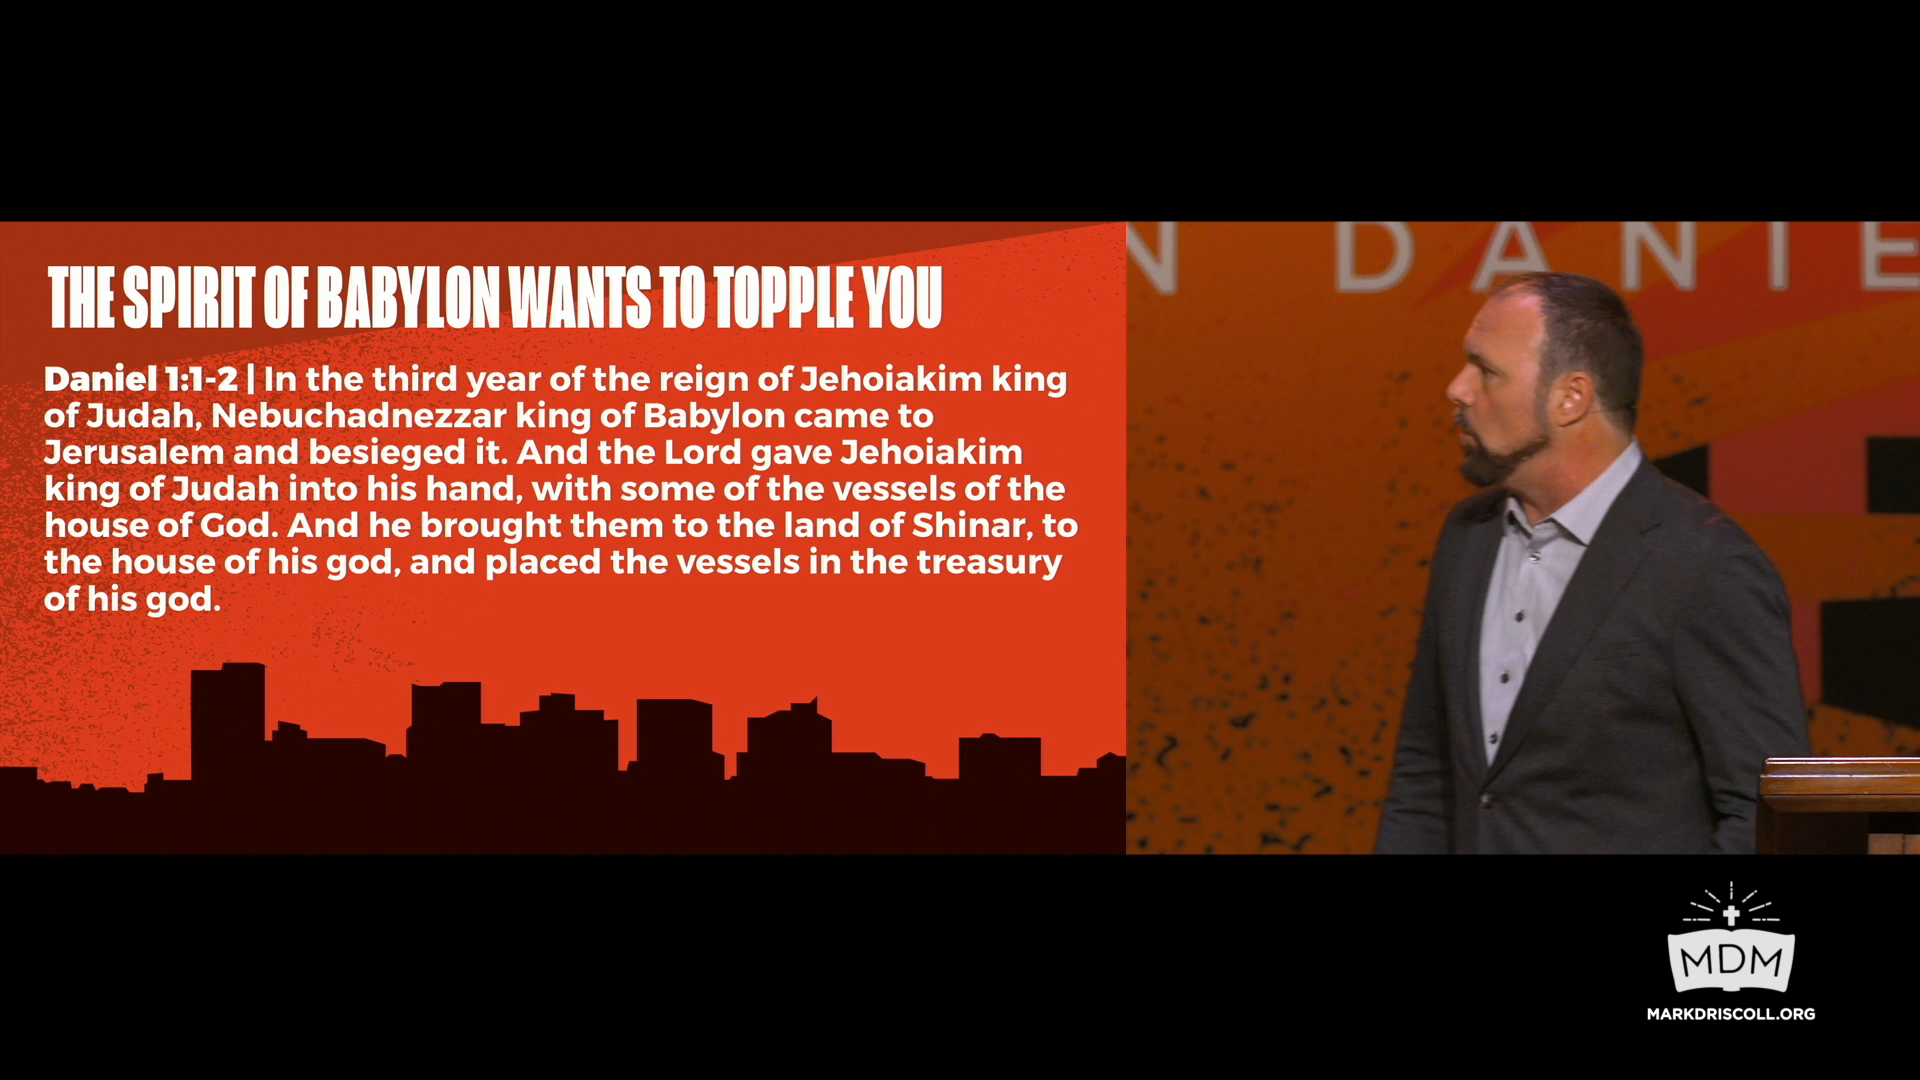 THE SPIRIT OF BABYLON WANTS TO TOPPLE YOU
Daniel 1:1-2 | In the third year of the reign of Jehoiakim king
of Judah, Nebuchadnezzar king of Babylon came to
Jerusalem and besieged it. And the Lord gave Jehoiakim
king of Judah into his hand, with some of the vessels of the
house of God. And he brought them to the land of Shinar, to
the house of his god, and placed the vessels in the treasury
of his god.
N DANIE
MDM
MARKDRISCOLL.ORG